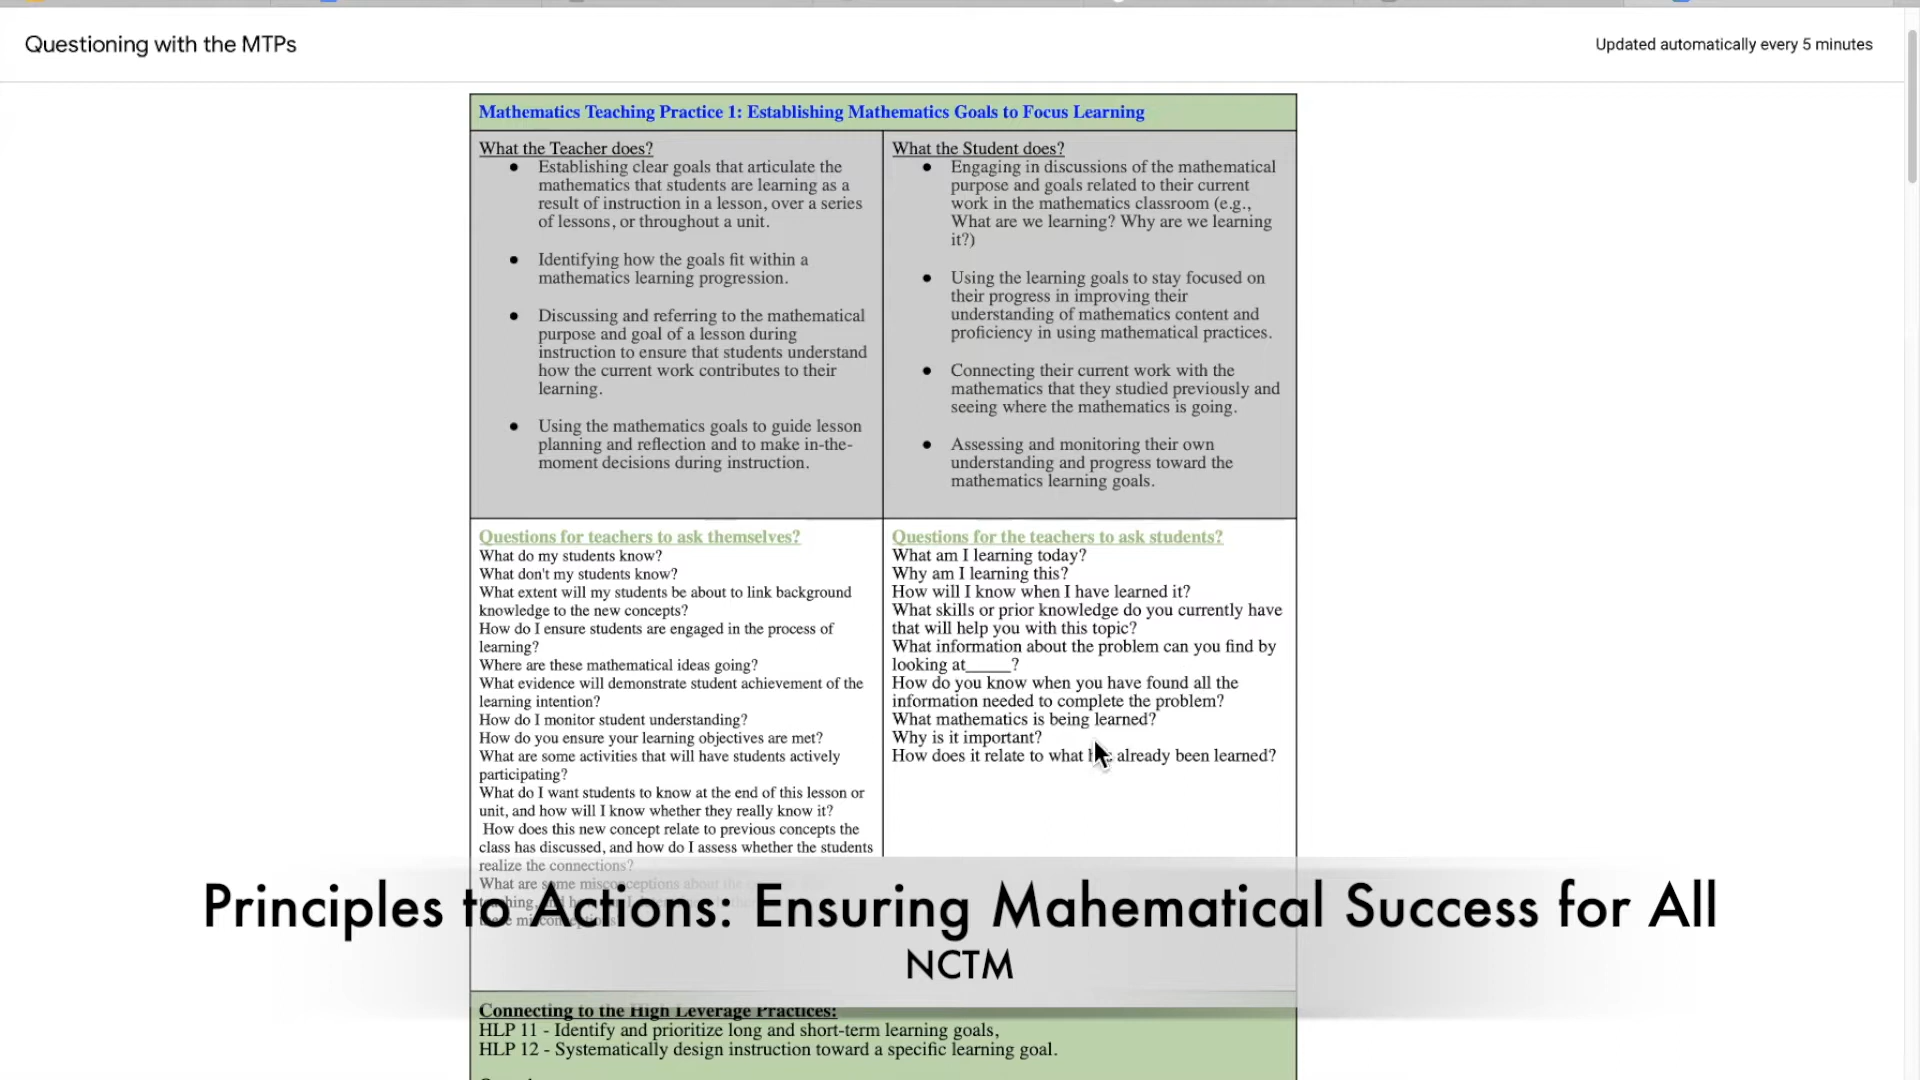 Questioning with the MTPs
Updated automatically every 5 minutes
Mathematics Teaching Practice 1: Establishing Mathematics Goals to Focus Learning
What the Teacher does?
● Establishing clear goals that articulate the
mathematics that students are learning as a
result of instruction in a lesson, over a series
of lessons, or throughout a unit.
● Identifying how the goals fit within a
mathematics learning progression.
● Discussing and referring to the mathematical
purpose and goal of a lesson during
instruction to ensure that students understand
how the current work contributes to their
learning.
● Using the mathematics goals to guide lesson
planning and reflection and to make in-the-
moment decisions during instruction.
What the Student does?
● Engaging in discussions of the mathematical
purpose and goals related to their current
work in the mathematics classroom (e.g.,
What are we learning? Why are we learning
it?)
● Using the learning goals to stay focused on
their progress in improving their
understanding of mathematics content and
proficiency in using mathematical practices.
● Connecting their current work with the
mathematics that they studied previously and
seeing where the mathematics is going.
● Assessing and monitoring their own
understanding and progress toward the
mathematics learning goals.
Questions for teachers to ask themselves?
What do my students know?
What don't my students know?
What extent will my students be about to link background
knowledge to the new concepts?
How do I ensure students are engaged in the process of
learning?
Where are these mathematical ideas going?
What evidence will demonstrate student achievement of the
learning intention?
How do I monitor student understanding?
How do you ensure your learning objectives are met?
What are some activities that will have students actively
participating?
What do I want students to know at the end of this lesson or
unit, and how will I know whether they really know it?
How does this new concept relate to previous concepts the
class has discussed, and how do I assess whether the students
realize the connections?
What are some misconceptions about the
Questions for the teachers to ask students?
What am I learning today?
Why am I learning this?
How will I know when I have learned it?
What skills or prior knowledge do you currently have
that will help you with this topic?
What information about the problem can you find by
looking at_____?
How do you know when you have found all the
information needed to complete the problem?
What mathematics is being learned?
Why is it important?
How does it relate to what already been learned?
Principles to Actions: Ensuring Mahematical Success for All
NCTM
Connecting to the High Leverage Practices:
HLP 11 - Identify and prioritize long and short-term learning goals,
HLP 12 - Systematically design instruction toward a specific learning goal.